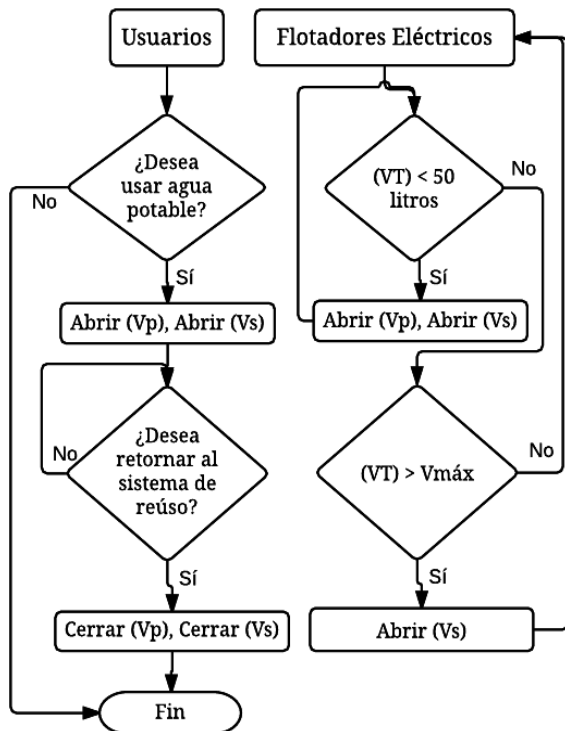 Usuarios
¿Desea
usar agua
potable?
No
Sí
Abrir (Vp), Abrir (Vs)
¿Desea
retornar al
sistema de
reúso?
No
Sí
Cerrar (Vp), Cerrar (Vs)
Fin
Flotadores Eléctricos
(VT) < 50
litros
No
Sí
Abrir (Vp), Abrir (Vs)
(VT) > Vmáx
No
Sí
Abrir (Vs)